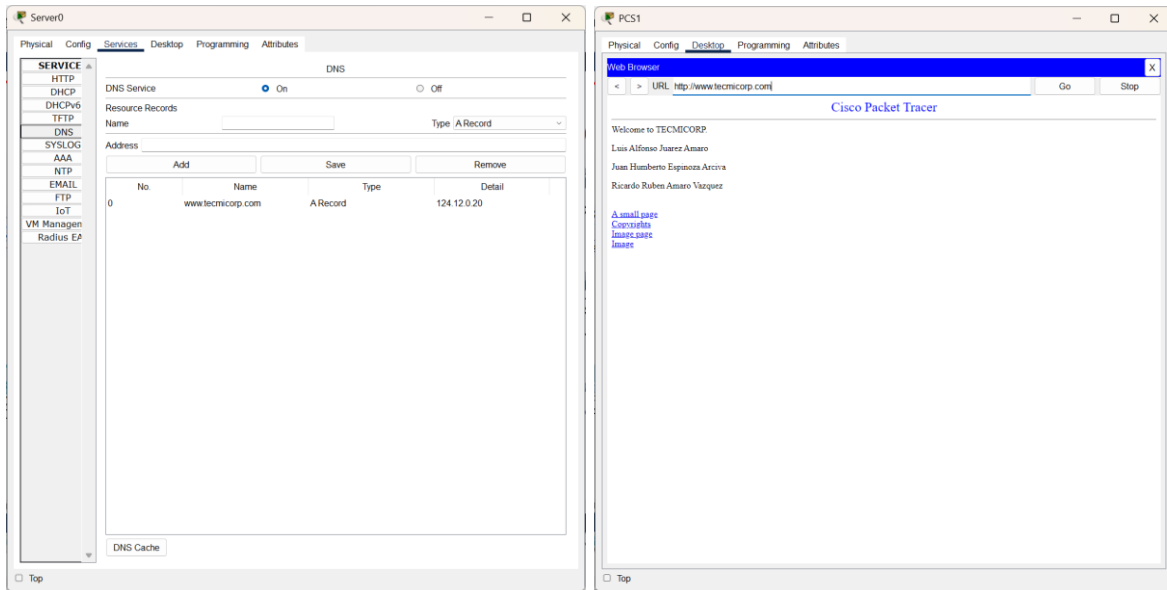 Server0
Physical Config Services Desktop Programming Attributes
SERVICE
HTTP
DHCP
DHCPv6
TFTP
DNS
SYSLOG
AAA
NTP
EMAIL
FTP
IoT
VM Managen
Radius EA
DNS
DNS Service On Off
Resource Records
Name Type A Record
Address
Add Save Remove
No. Name Type Detail
0 www.tecmicorp.com A Record 124.12.0.20
DNS Cache
Top
PCS1
Physical Config Desktop Programming Attributes
Web Browser X
< > URL http://www.tecmicorp.com Go Stop
Cisco Packet Tracer
Welcome to TECMICORP.
Luis Alfonso Juarez Amaro
Juan Humberto Espinoza Arciva
Ricardo Ruben Amaro Vazquez
A small page
Copyrights
Image page
Image
Top